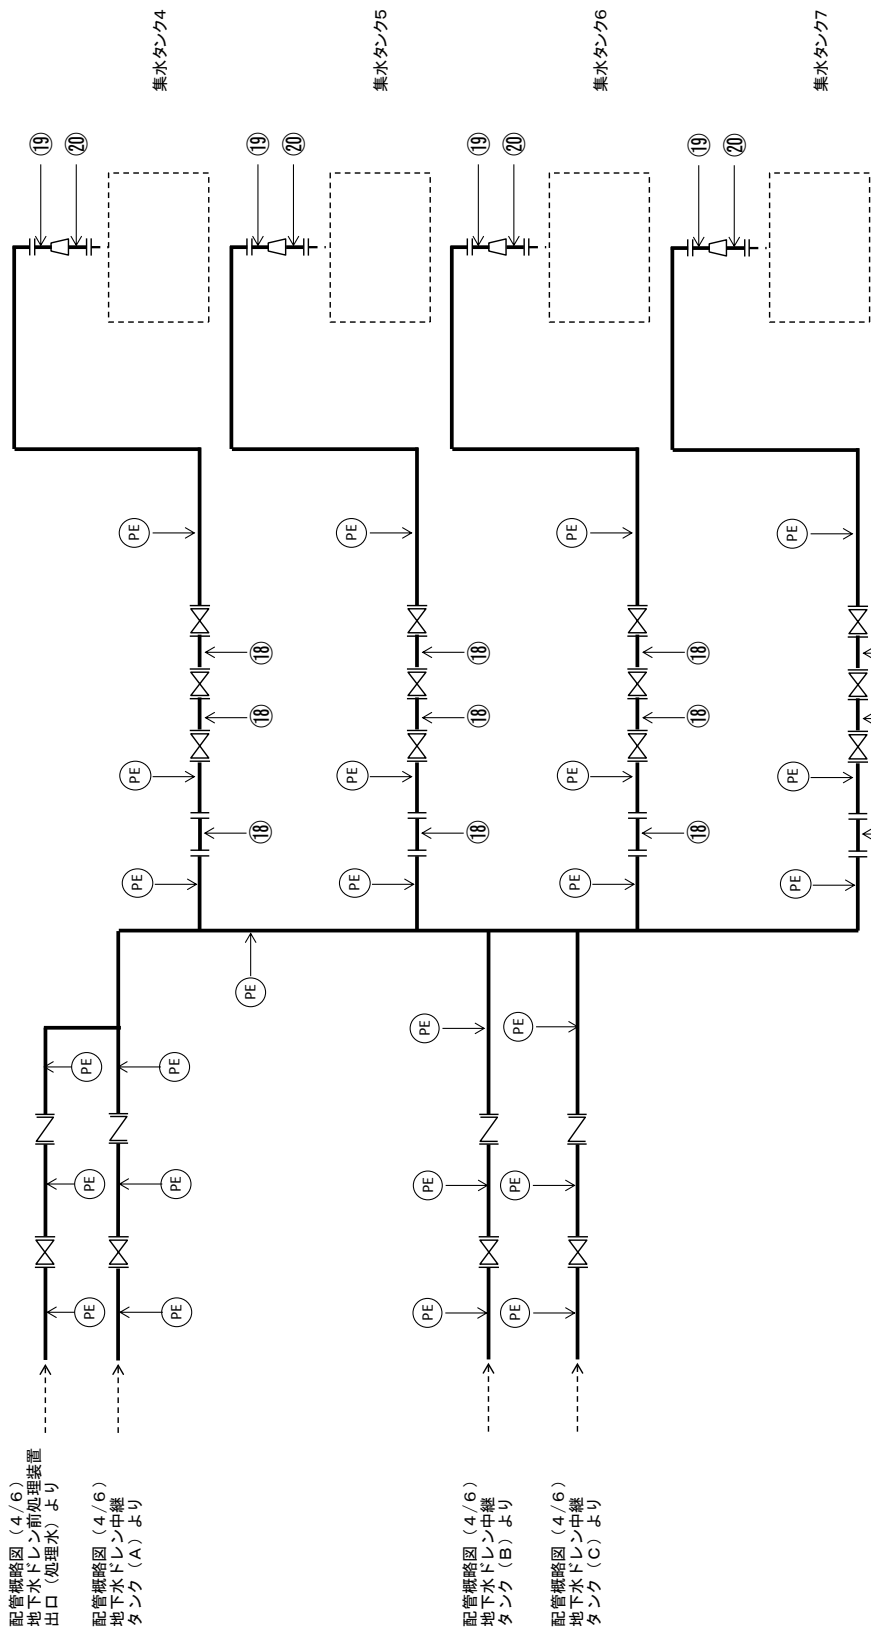 配管概略図（4/6）
地下水ドレン前処理装置
出口（処理水）より
PE
PE
PE
配管概略図（4/6）
地下水ドレン中継
タンク（A）より
PE
PE
PE
PE
PE
PE
PE
⑱
⑱
⑱
⑲
⑳
集水タンク4
PE
PE
PE
⑱
⑱
⑱
⑲
⑳
集水タンク5
配管概略図（4/6）
地下水ドレン中継
タンク（B）より
PE
PE
PE
配管概略図（4/6）
地下水ドレン中継
タンク（C）より
PE
PE
PE
PE
PE
PE
⑱
⑱
⑱
⑲
⑳
集水タンク6
PE
PE
PE
⑲
⑳
集水タンク7